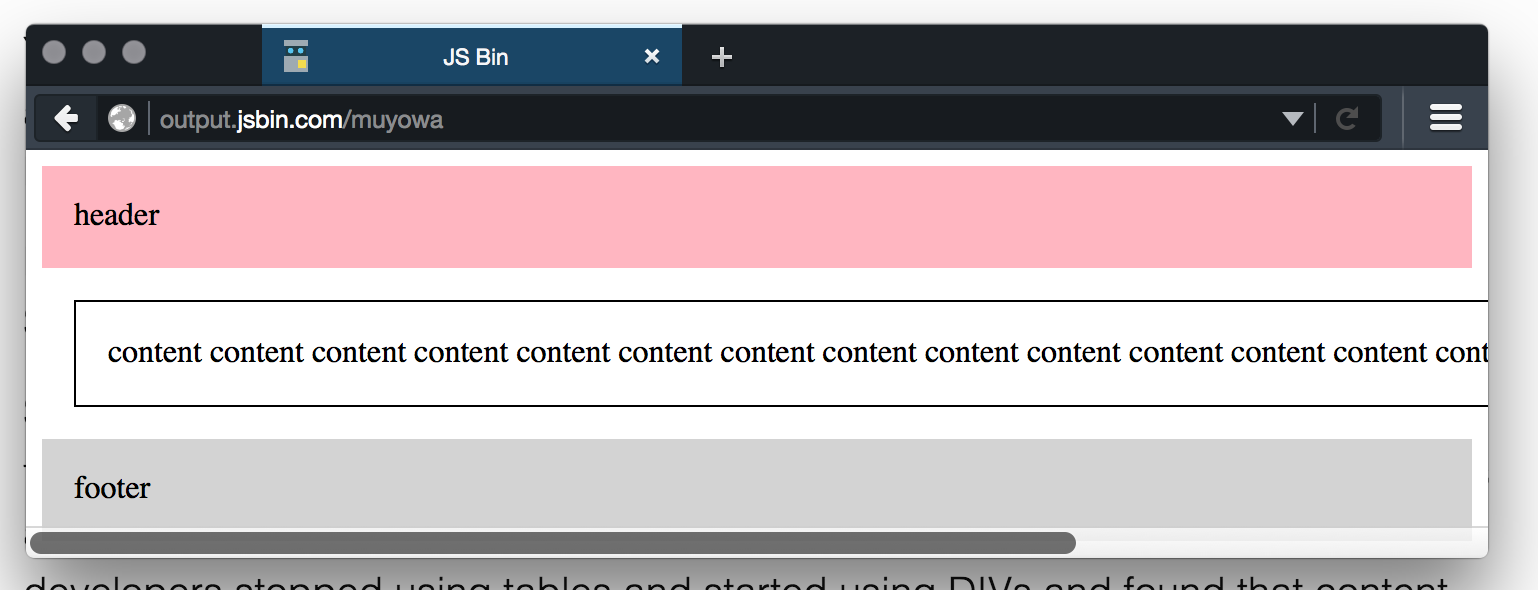 JS Bin
output.jsbin.com/muyowa
header
content content content content content content content content content content content content content cont
footer
developers stopped using tables and started using DIVs and found that content